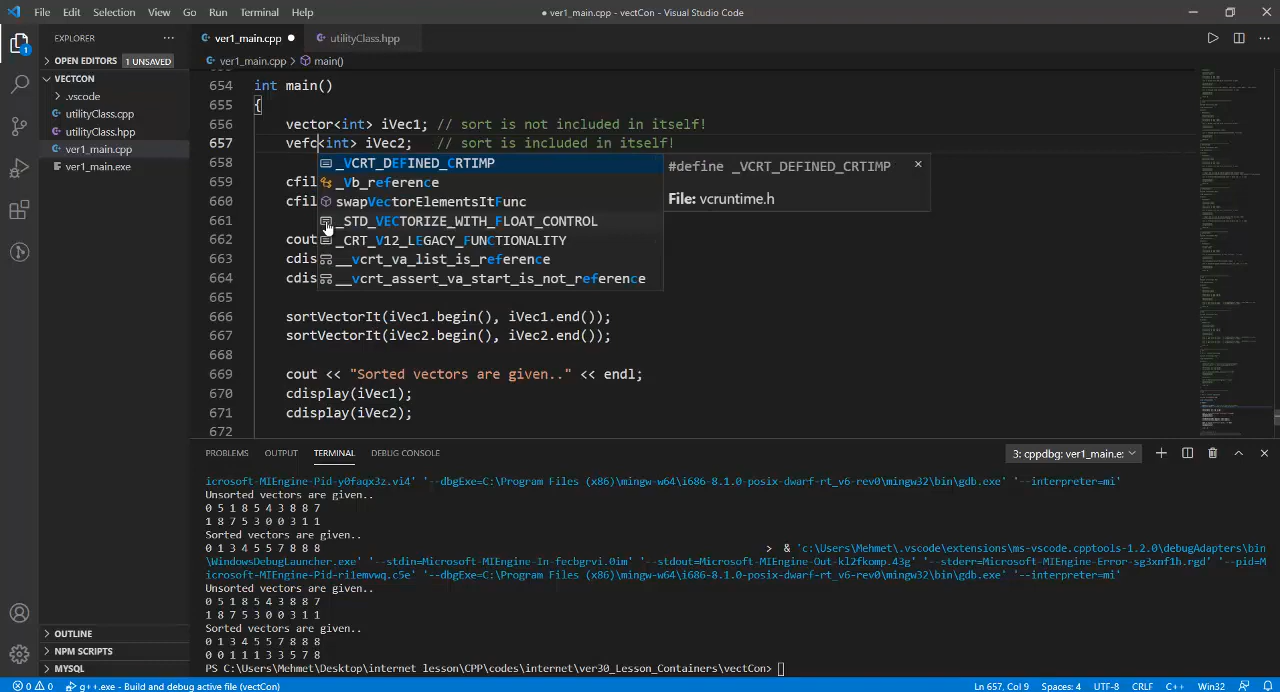 File Edit Selection View Go Run Terminal Help
● ver1_main.cpp - vectCon - Visual Studio Code
EXPLORER
OPEN EDITORS 1 UNSAVED
VECTCON
.vscode
utilityClass.cpp
utilityClass.hpp
ver1_main.cpp
ver1_main.exe
OUTLINE
NPM SCRIPTS
MYSQL
ver1_main.cpp ● utilityClass.hpp
ver1_main.cpp > main()
654 int main()
655 {
656 vector<int> iVec1; // sort is not included in itself!
657 vefc<int> iVec2; // sort is included in itself!
658
659 cfil
660 cfil
661
662 cout
663 cdis
664 cdis
665
666 sortVectorIt(iVec1.begin(), iVec1.end());
667 sortVectorIt(iVec2.begin(), iVec2.end());
668
669 cout << "Sorted vectors are given.." << endl;
670 cdisplay(iVec1);
671 cdisplay(iVec2);
672
_VCRT_DEFINED_CRTIMP
_Vb_reference
swapVectorElementsItFunc
_STD_VECTORIZE_WITH_FLOAT_CONTROL
_CRT_V12_LEGACY_FUNCTIONALITY
__vcrt_va_list_is_reference
__vcrt_assert_va_start_is_not_reference
#define _VCRT_DEFINED_CRTIMP
File: vcruntime.h
PROBLEMS OUTPUT TERMINAL DEBUG CONSOLE
3: cppdbg: ver1_main.e:
icrosoft-MIEngine-Pid-y0faqx3z.vi4' '--dbgExe=C:\Program Files (x86)\mingw-w64\i686-8.1.0-posix-dwarf-rt_v6-rev0\mingw32\bin\gdb.exe' '--interpreter=mi'
Unsorted vectors are given..
0 5 1 8 5 4 3 8 8 7
1 8 7 5 3 0 0 3 1 1
Sorted vectors are given..
0 1 3 4 5 5 7 8 8 8
> & 'c:\Users\Mehmet\.vscode\extensions\ms-vscode.cpptools-1.2.0\debugAdapters\bin
\WindowsDebugLauncher.exe' '--stdin=Microsoft-MIEngine-In-fecbgrvi.0im' '--stdout=Microsoft-MIEngine-Out-kl2fkomp.43g' '--stderr=Microsoft-MIEngine-Error-sg3xnf1h.rgd' '--pid=M
icrosoft-MIEngine-Pid-ri1emvwq.c5e' '--dbgExe=C:\Program Files (x86)\mingw-w64\i686-8.1.0-posix-dwarf-rt_v6-rev0\mingw32\bin\gdb.exe' '--interpreter=mi'
Unsorted vectors are given..
0 5 1 8 5 4 3 8 8 7
1 8 7 5 3 0 0 3 1 1
Sorted vectors are given..
0 1 3 4 5 5 7 8 8 8
0 0 1 1 1 3 3 5 7 8
PS C:\Users\Mehmet\Desktop\internet lesson\CPP\codes\internet\ver30_Lesson_Containers\vectCon>
0 0 g++.exe - Build and debug active file (vectCon)
Ln 657, Col 9 Spaces: 4 UTF-8 CRLF C++ Win32